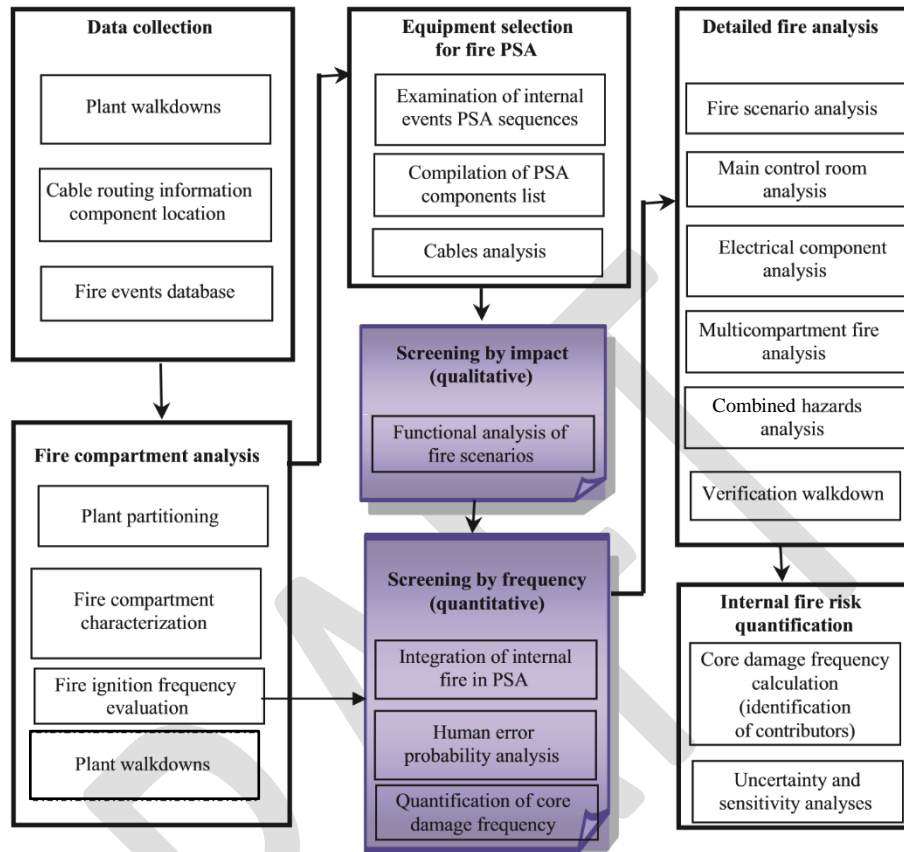 Data collection
Plant walkdowns
Cable routing information
component location
Fire events database
Fire compartment analysis
Plant partitioning
Fire compartment
characterization
Fire ignition frequency
evaluation
Plant walkdowns
Equipment selection
for fire PSA
Examination of internal
events PSA sequences
Compilation of PSA
components list
Cables analysis
Screening by impact
(qualitative)
Functional analysis of
fire scenarios
Screening by frequency
(quantitative)
Integration of internal
fire in PSA
Human error
probability analysis
Quantification of core
damage frequency
Detailed fire analysis
Fire scenario analysis
Main control room
analysis
Electrical component
analysis
Multicompartment fire
analysis
Combined hazards
analysis
Verification walkdown
Internal fire risk
quantification
Core damage frequency
calculation
(identification
of contributors)
Uncertainty and
sensitivity analyses
DRAFT